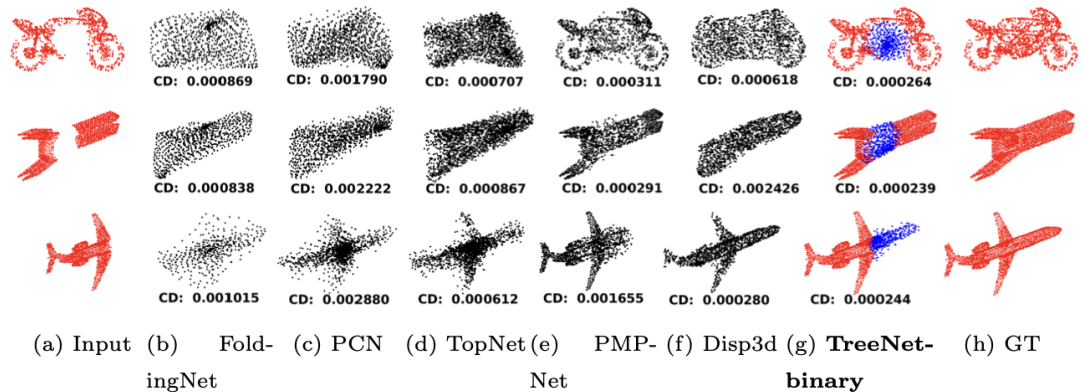 CD: 0.000869 CD: 0.001790 CD: 0.000707 CD: 0.000311 CD: 0.000618 CD: 0.000264
CD: 0.000838 CD: 0.002222 CD: 0.000867 CD: 0.000291 CD: 0.002426 CD: 0.000239
CD: 0.001015 CD: 0.002880 CD: 0.000612 CD: 0.001655 CD: 0.000280 CD: 0.000244
(a) Input (b) Fold- (c) PCN (d) TopNet (e) PMP- (f) Disp3d (g) TreeNet- (h) GT
ingNet Net binary